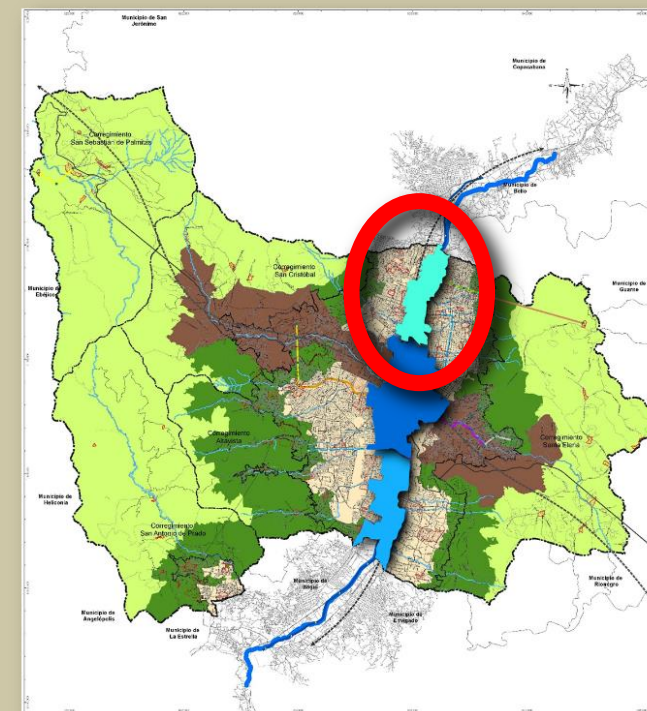 Municipio de San
Jerónimo
Municipio de
Copacabana
Corregimiento
San Sebastián de Palmitas
Municipio de
Bello
Corregimiento
San Cristóbal
Municipio de
Ebéjico
Municipio de
Guarne
Corregimiento
Altavista
Corregimiento
Santa Elena
Municipio de
Heliconia
Corregimiento
San Antonio de Prado
Municipio de
Itagüí
Municipio de
Rionegro
Municipio de
Angelópolis
Municipio de
Envigado
Municipio de
La Estrella